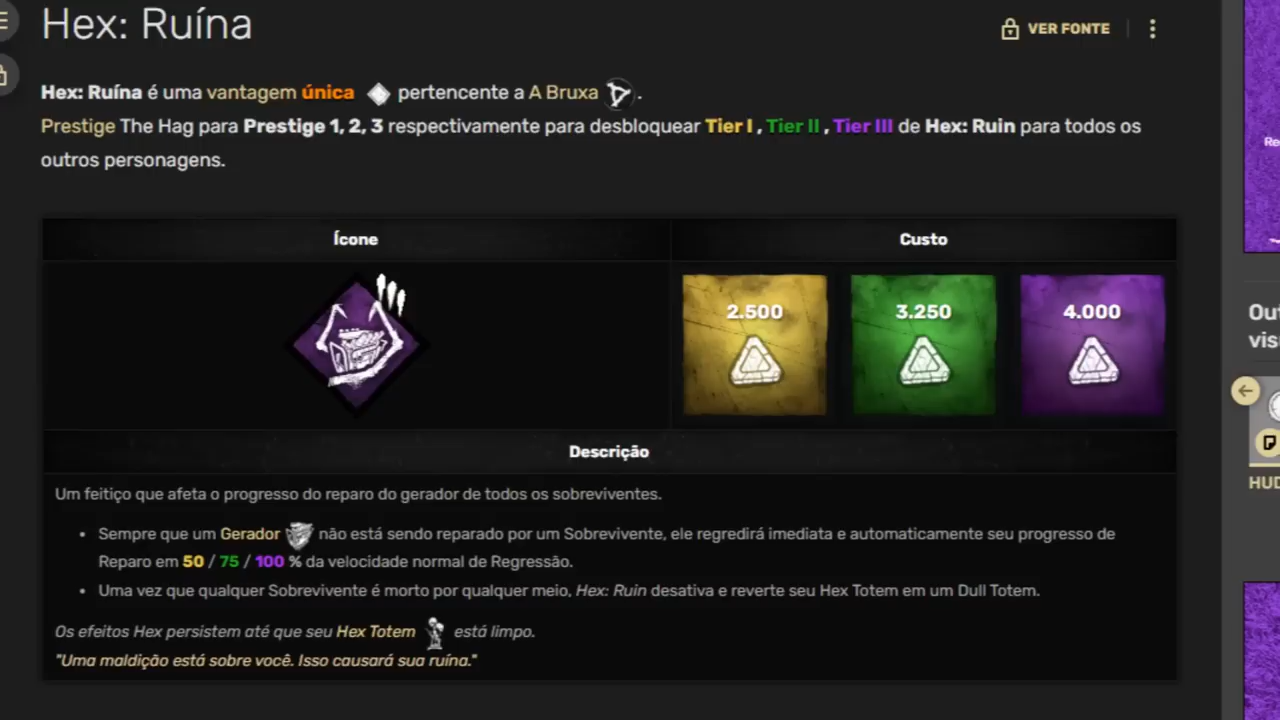 Hex: Ruína
VER FONTE
Hex: Ruína é uma vantagem única pertencente a A Bruxa .
Prestige The Hag para Prestige 1, 2, 3 respectivamente para desbloquear Tier I , Tier II , Tier III de Hex: Ruin para todos os
outros personagens.
Ícone
Custo
2.500
3.250
4.000
Descrição
Um feitiço que afeta o progresso do reparo do gerador de todos os sobreviventes.
• Sempre que um Gerador não está sendo reparado por um Sobrevivente, ele regredirá imediata e automaticamente seu progresso de
Reparo em 50 / 75 / 100 % da velocidade normal de Regressão.
• Uma vez que qualquer Sobrevivente é morto por qualquer meio, Hex: Ruin desativa e reverte seu Hex Totem em um Dull Totem.
Os efeitos Hex persistem até que seu Hex Totem está limpo.
"Uma maldição está sobre você. Isso causará sua ruína."
Re
Out
vis
HUD